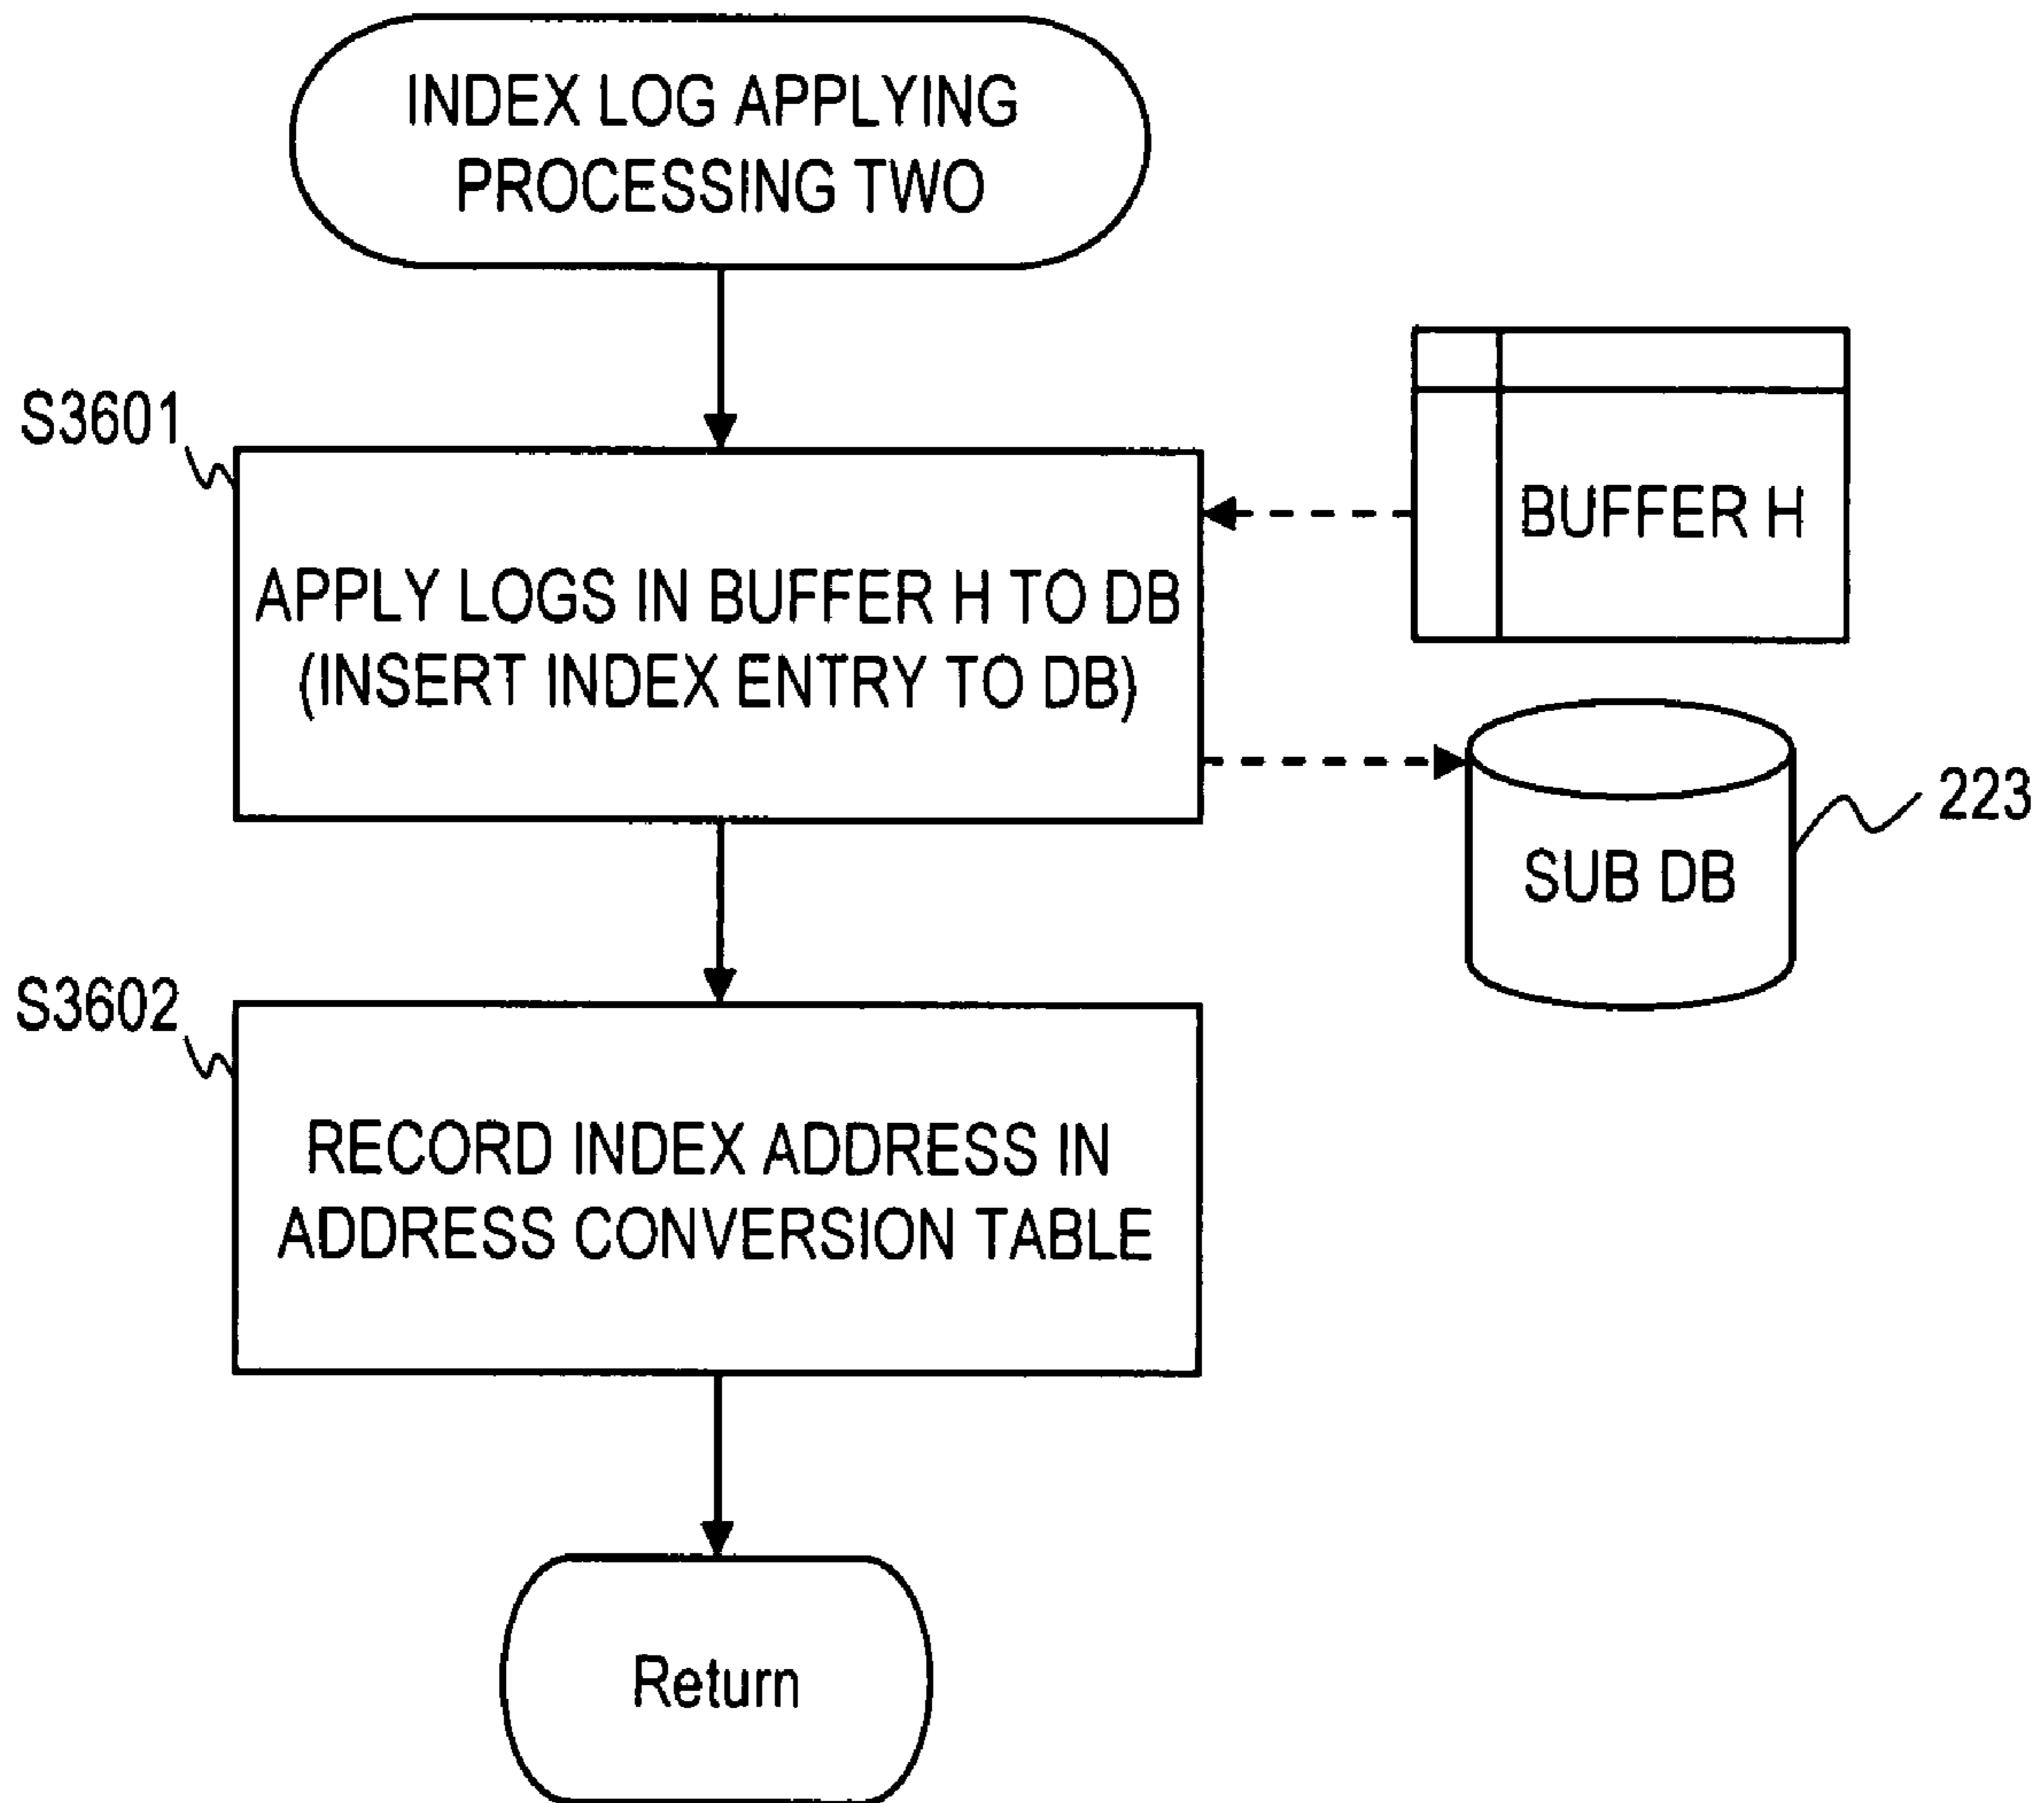 INDEX LOG APPLYING
PROCESSING TWO
S3601
APPLY LOGS IN BUFFER H TO DB
(INSERT INDEX ENTRY TO DB)
BUFFER H
SUB DB
223
S3602
RECORD INDEX ADDRESS IN
ADDRESS CONVERSION TABLE
Return